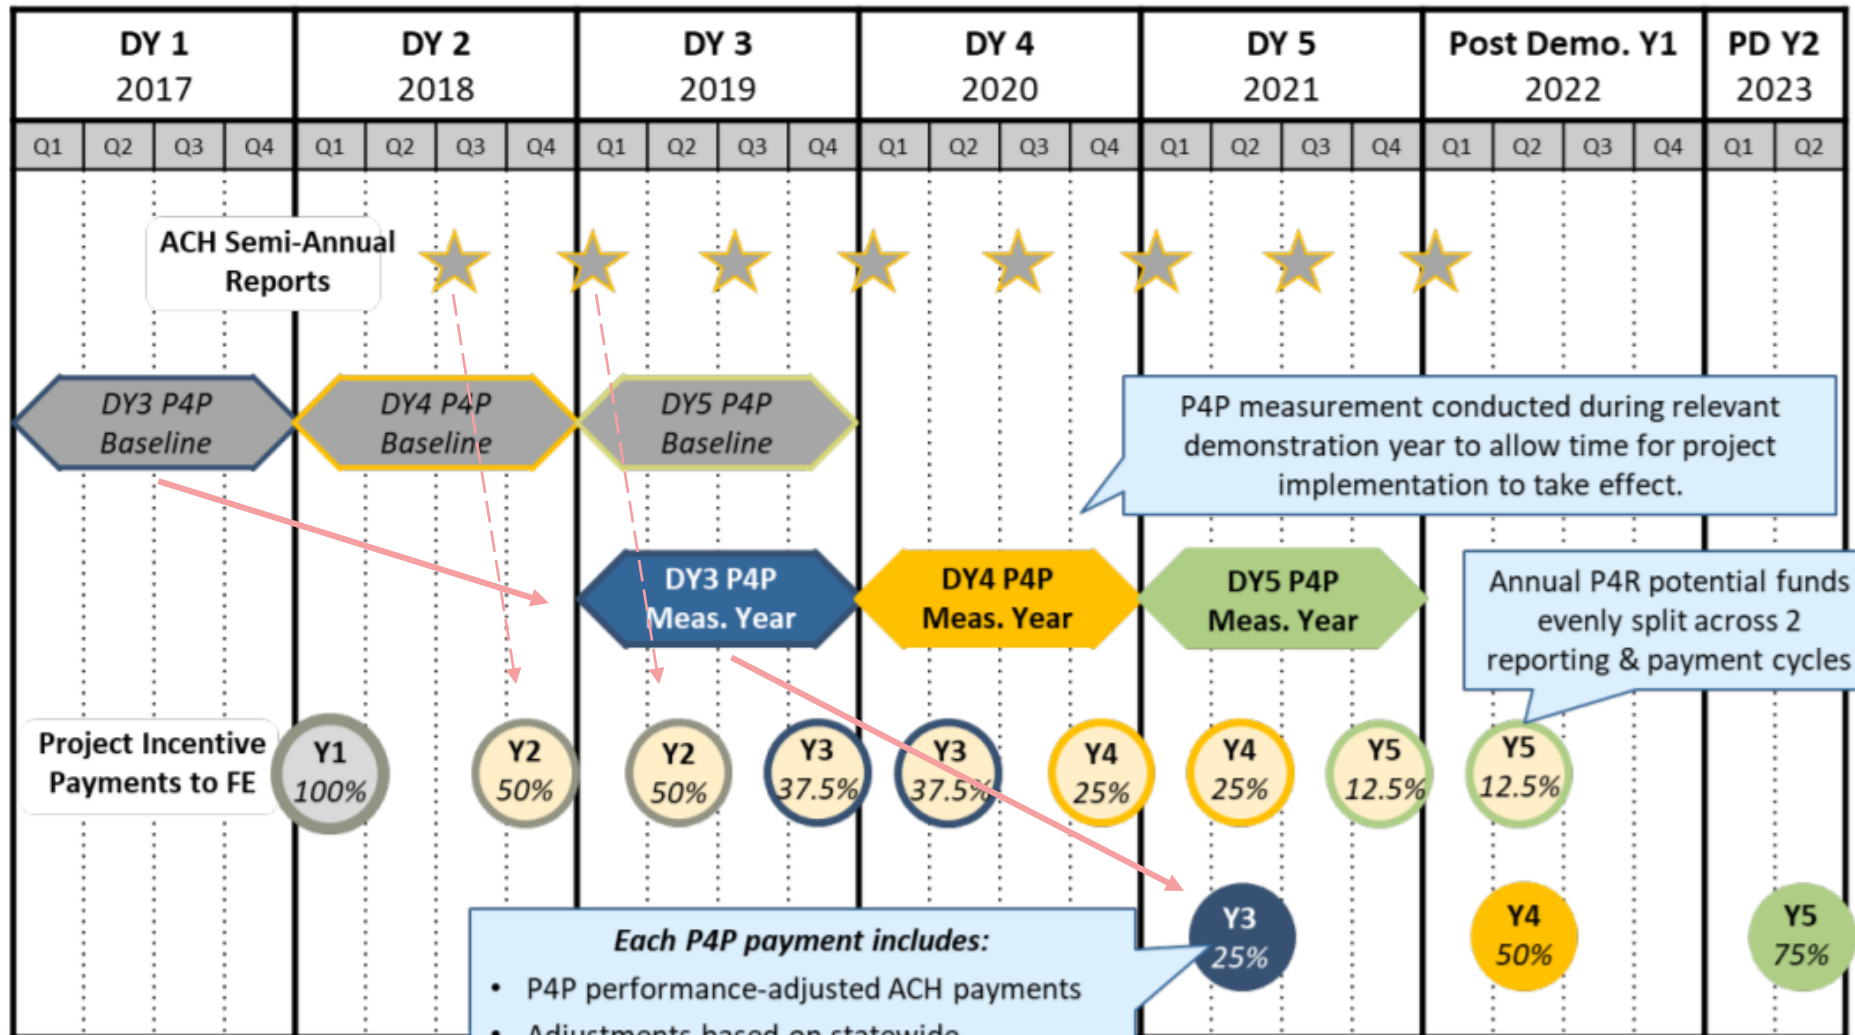 DY 1
2017
DY 2
2018
DY 3
2019
DY 4
2020
DY 5
2021
Post Demo. Y1
2022
PD Y2
2023
Q1 Q2 Q3 Q4 Q1 Q2 Q3 Q4 Q1 Q2 Q3 Q4 Q1 Q2 Q3 Q4 Q1 Q2 Q3 Q4 Q1 Q2 Q3 Q4 Q1 Q2
ACH Semi-Annual
Reports
DY3 P4P
Baseline
DY4 P4P
Baseline
DY5 P4P
Baseline
P4P measurement conducted during relevant
demonstration year to allow time for project
implementation to take effect.
DY3 P4P
Meas. Year
DY4 P4P
Meas. Year
DY5 P4P
Meas. Year
Annual P4R potential funds
evenly split across 2
reporting & payment cycles
Project Incentive
Payments to FE
Y1
100%
Y2
50%
Y2
50%
Y3
37.5%
Y3
37.5%
Y4
25%
Y4
25%
Y5
12.5%
Y5
12.5%
Each P4P payment includes:
• P4P performance-adjusted ACH payments
• Adjustments based on statewide
Y3
25%
Y4
50%
Y5
75%